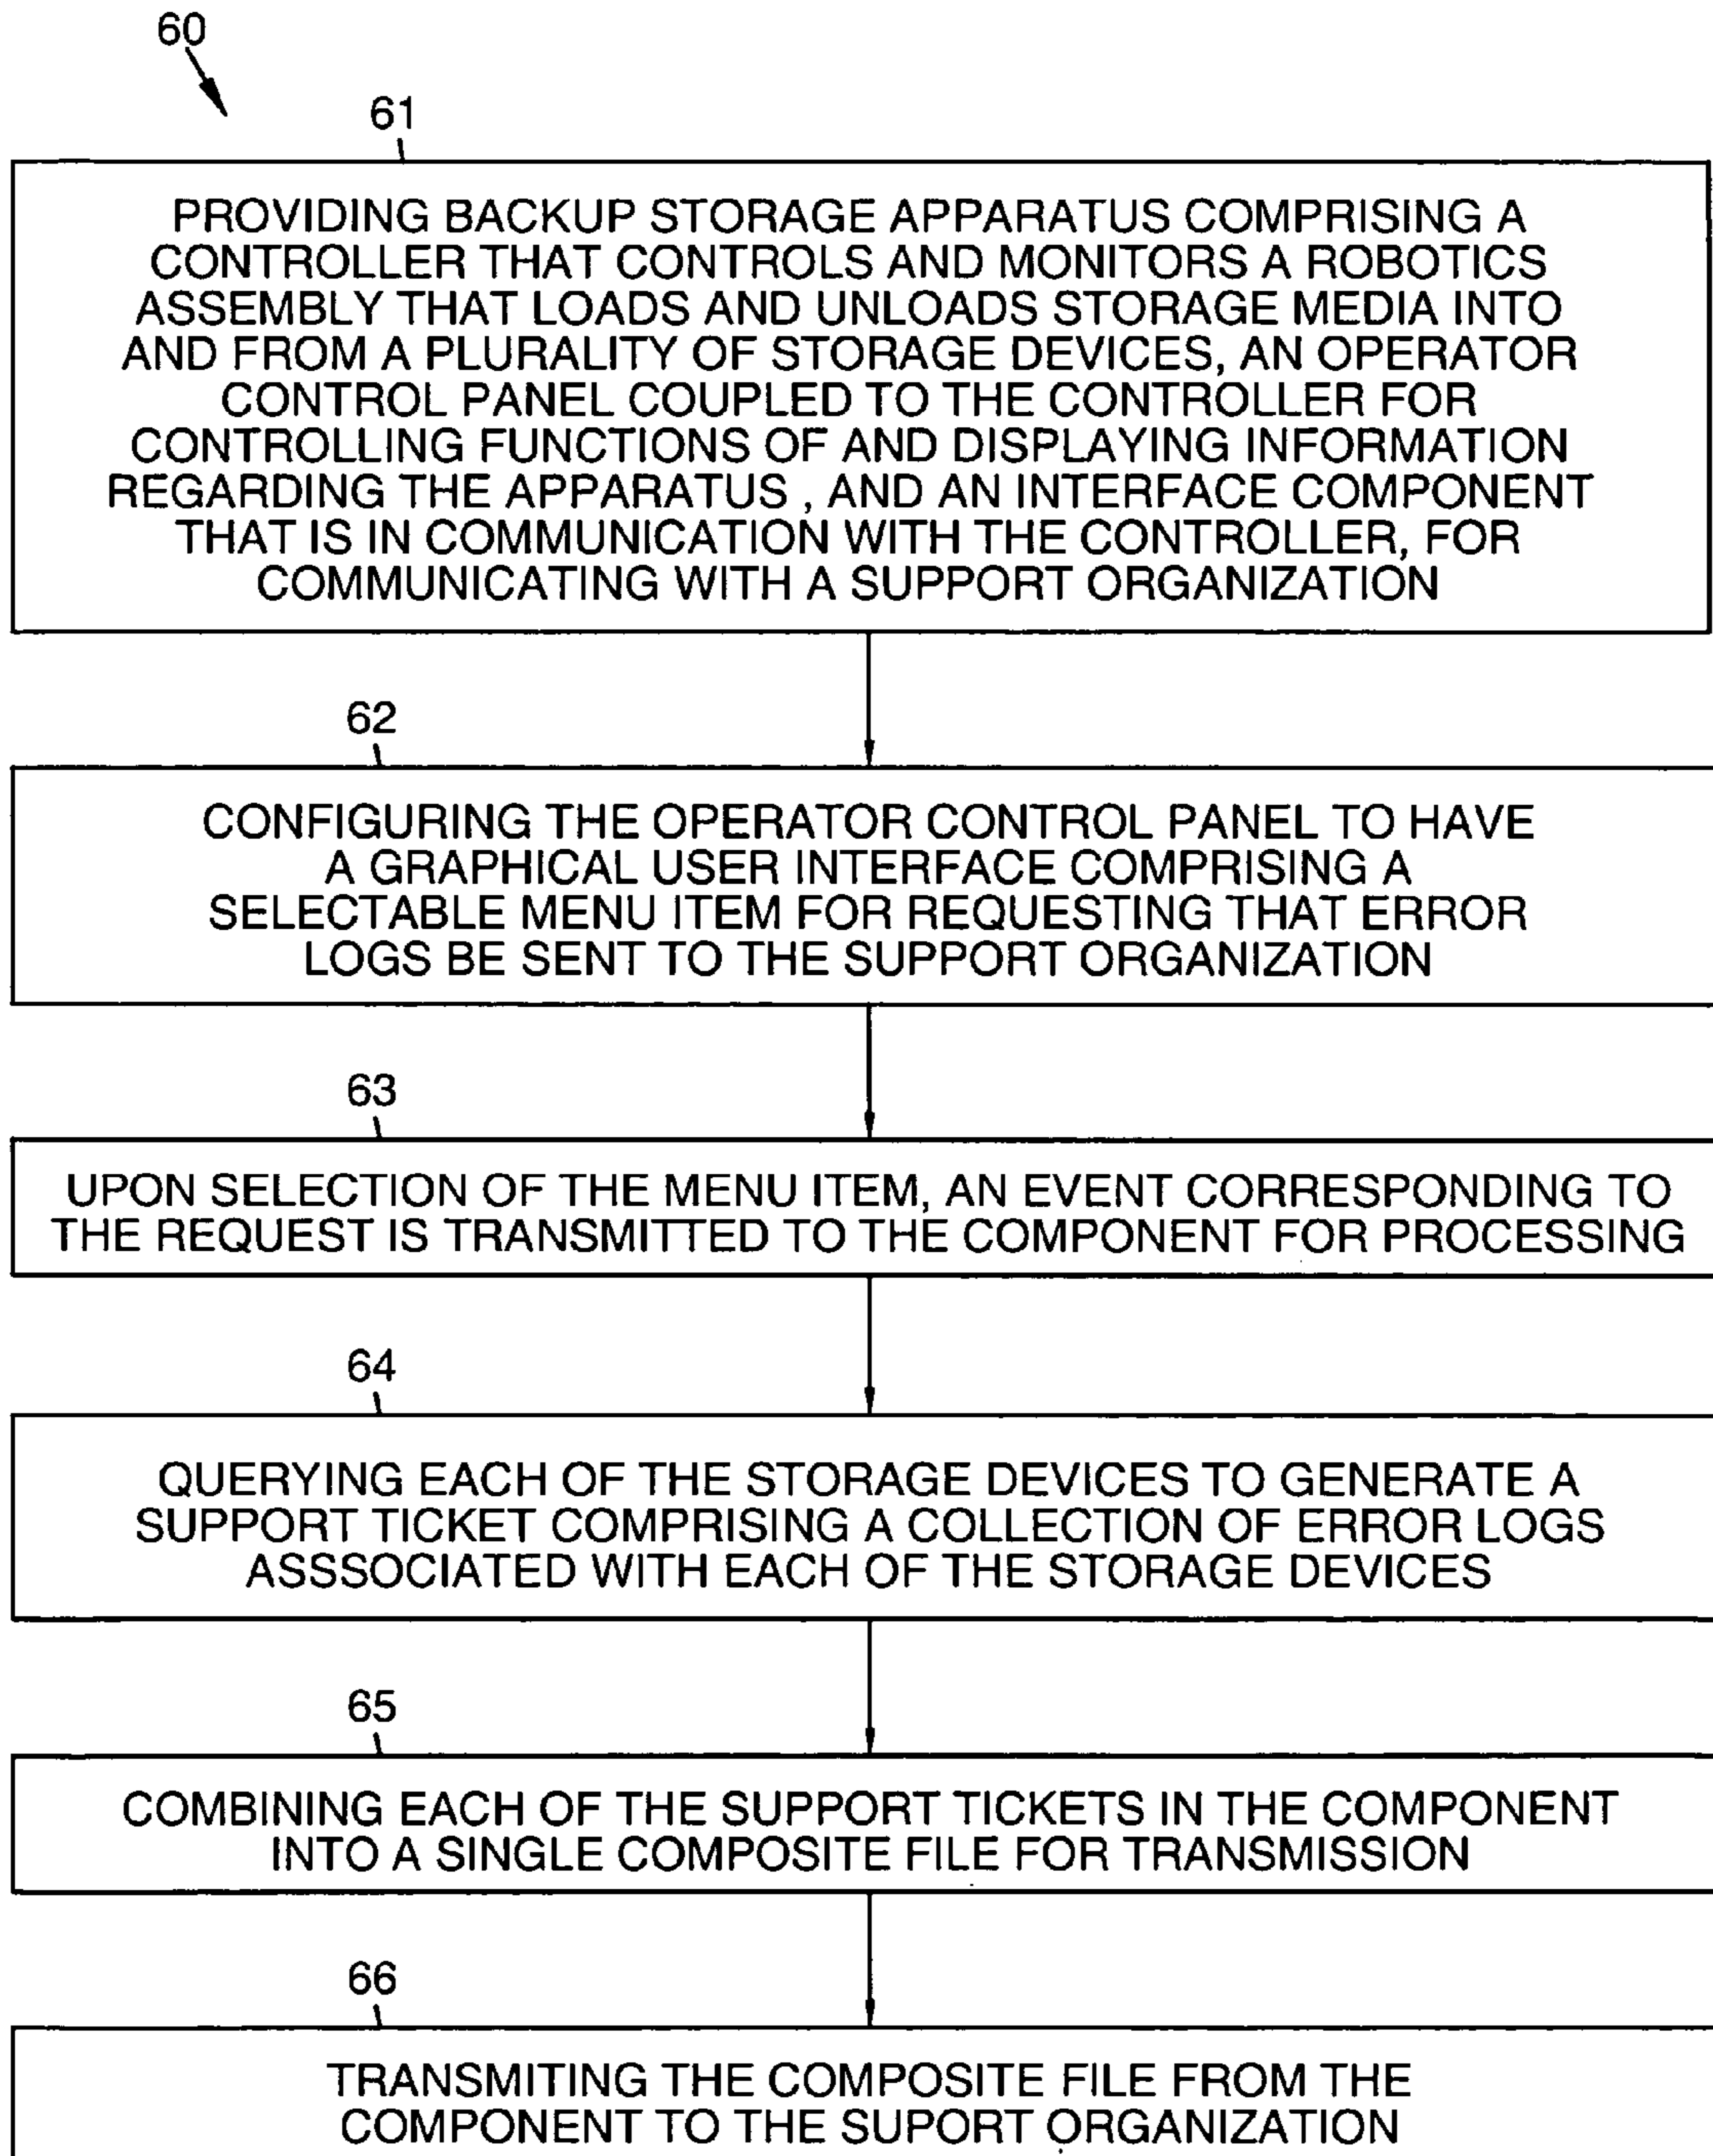 60
61
PROVIDING BACKUP STORAGE APPARATUS COMPRISING A
CONTROLLER THAT CONTROLS AND MONITORS A ROBOTICS
ASSEMBLY THAT LOADS AND UNLOADS STORAGE MEDIA INTO
AND FROM A PLURALITY OF STORAGE DEVICES, AN OPERATOR
CONTROL PANEL COUPLED TO THE CONTROLLER FOR
CONTROLLING FUNCTIONS OF AND DISPLAYING INFORMATION
REGARDING THE APPARATUS , AND AN INTERFACE COMPONENT
THAT IS IN COMMUNICATION WITH THE CONTROLLER, FOR
COMMUNICATING WITH A SUPPORT ORGANIZATION
62
CONFIGURING THE OPERATOR CONTROL PANEL TO HAVE
A GRAPHICAL USER INTERFACE COMPRISING A
SELECTABLE MENU ITEM FOR REQUESTING THAT ERROR
LOGS BE SENT TO THE SUPPORT ORGANIZATION
63
UPON SELECTION OF THE MENU ITEM, AN EVENT CORRESPONDING TO
THE REQUEST IS TRANSMITTED TO THE COMPONENT FOR PROCESSING
64
QUERYING EACH OF THE STORAGE DEVICES TO GENERATE A
SUPPORT TICKET COMPRISING A COLLECTION OF ERROR LOGS
ASSSOCIATED WITH EACH OF THE STORAGE DEVICES
65
COMBINING EACH OF THE SUPPORT TICKETS IN THE COMPONENT
INTO A SINGLE COMPOSITE FILE FOR TRANSMISSION
66
TRANSMITING THE COMPOSITE FILE FROM THE
COMPONENT TO THE SUPORT ORGANIZATION